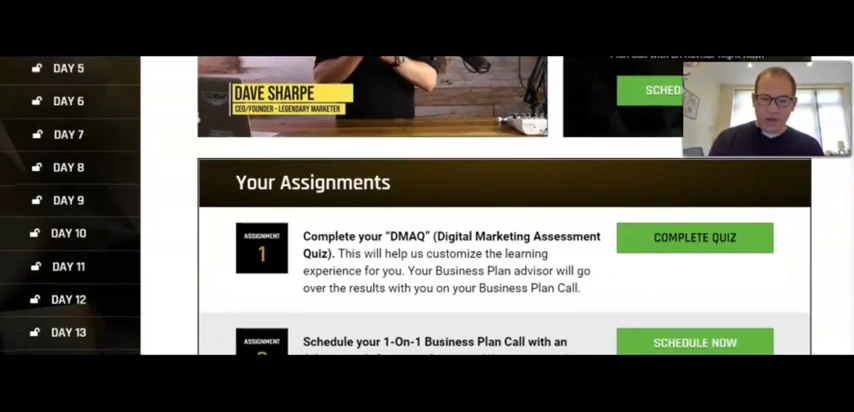 DAY 5
DAY 6
DAY 7
DAY 8
DAY 9
DAY 10
DAY 11
DAY 12
DAY 13
DAVE SHARPE
CEO/FOUNDER - LEGENDARY MARKETER
SCHED
Your Assignments
ASSIGNMENT
1
Complete your “DMAQ” (Digital Marketing Assessment
Quiz). This will help us customize the learning
experience for you. Your Business Plan advisor will go
over the results with you on your Business Plan Call.
COMPLETE QUIZ
ASSIGNMENT
Schedule your 1-On-1 Business Plan Call with an
SCHEDULE NOW